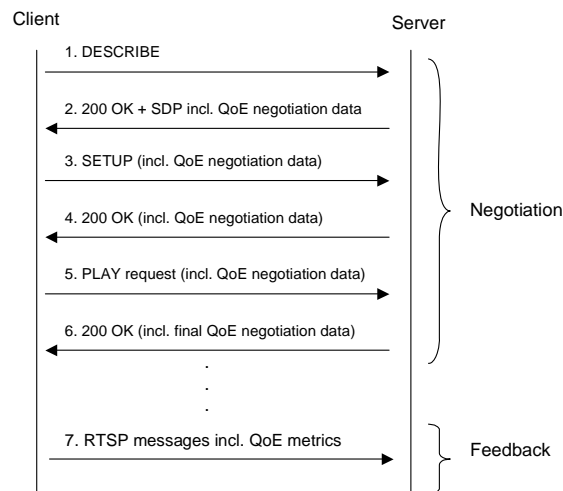 Client
Server
1. DESCRIBE
2. 200 OK + SDP incl. QoE negotiation data
3. SETUP (incl. QoE negotiation data)
4. 200 OK (incl. QoE negotiation data)
Negotiation
5. PLAY request (incl. QoE negotiation data)
6. 200 OK (incl. final QoE negotiation data)
.
.
.
7. RTSP messages incl. QoE metrics
Feedback